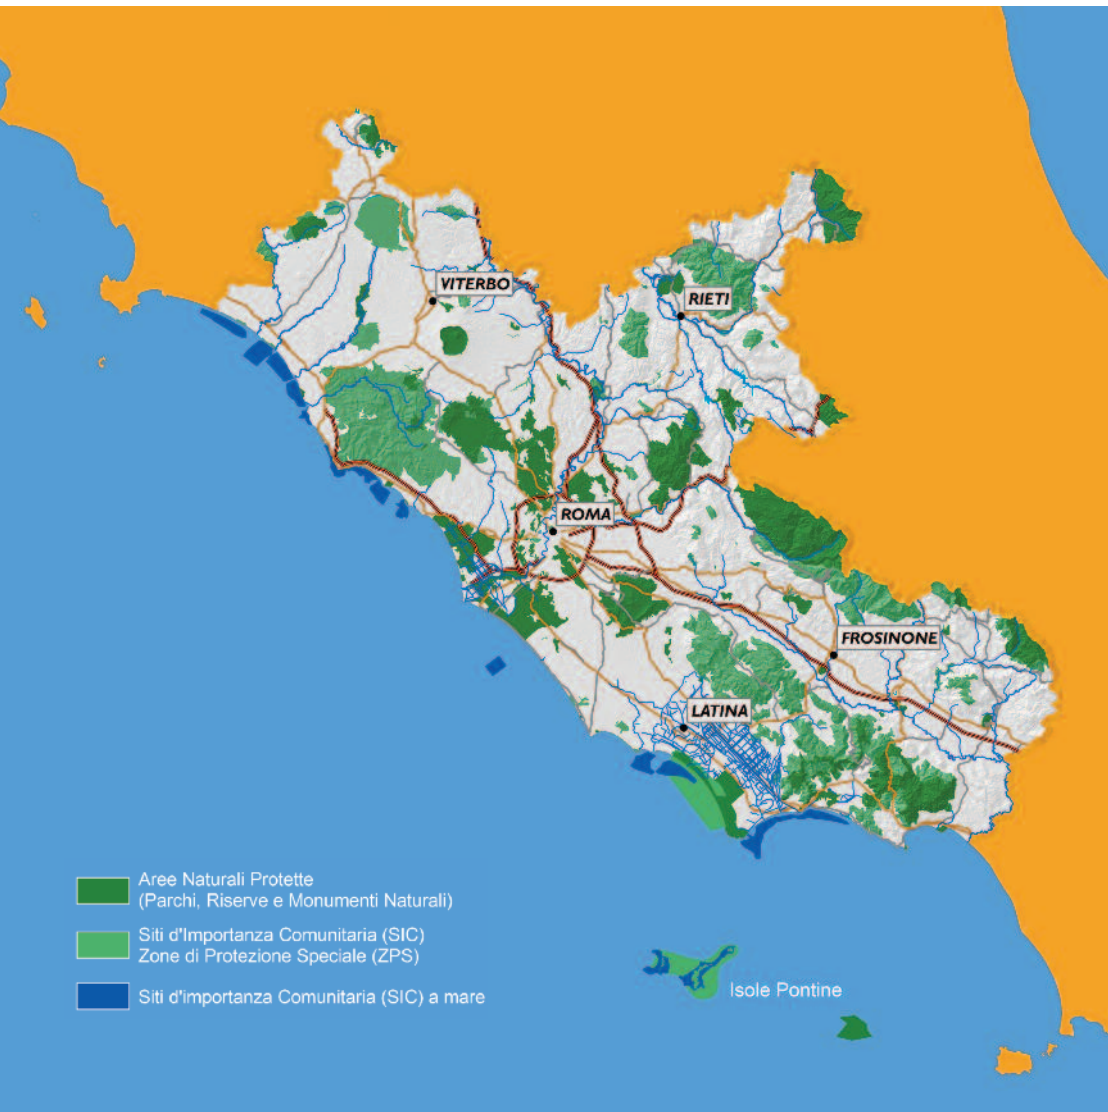 VITERBO
RIETI
ROMA
FROSINONE
LATINA
Aree Naturali Protette
(Parchi, Riserve e Monumenti Naturali)
Siti d'Importanza Comunitaria (SIC)
Zone di Protezione Speciale (ZPS)
Siti d'importanza Comunitaria (SIC) a mare
Isole Pontine